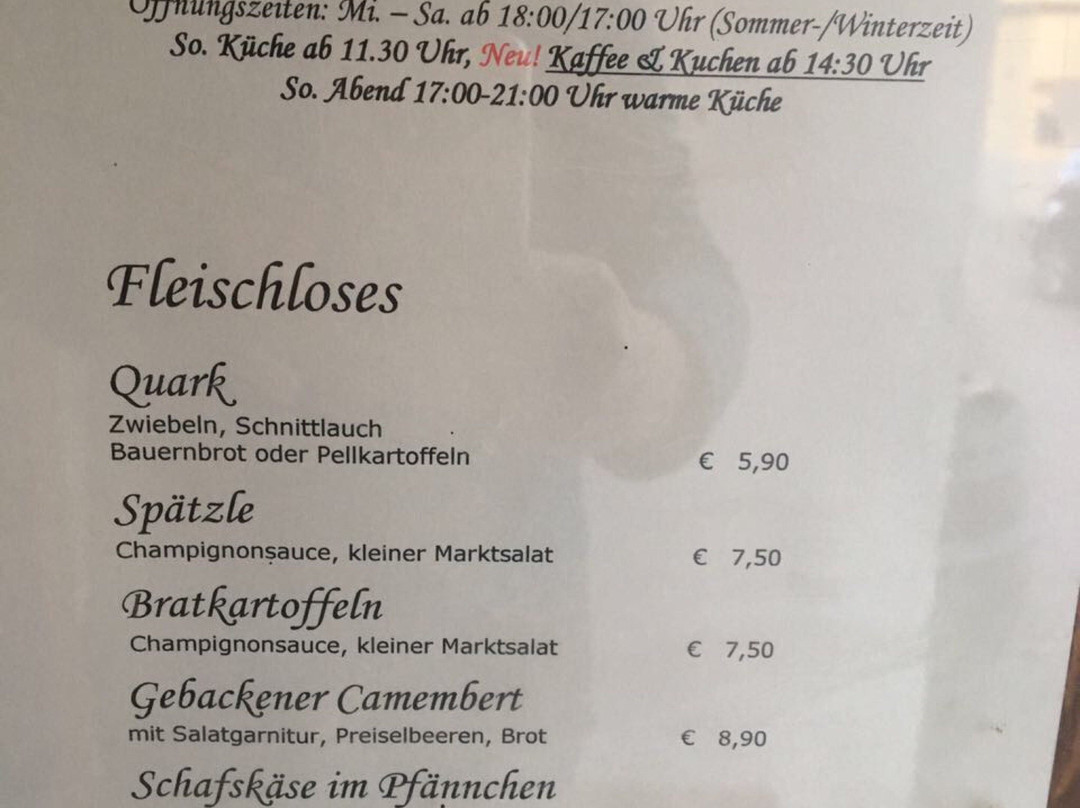 Öffnungszeiten: Mi. – Sa. ab 18:00/17:00 Uhr (Sommer-/Winterzeit)
So. Küche ab 11.30 Uhr, Neu! Kaffee & Kuchen ab 14:30 Uhr
So. Abend 17:00-21:00 Uhr warme Küche
Fleischloses
Quark
Zwiebeln, Schnittlauch
Bauernbrot oder Pellkartoffeln € 5,90
Spätzle
Champignonsauce, kleiner Marktsalat € 7,50
Bratkartoffeln
Champignonsauce, kleiner Marktsalat € 7,50
Gebackener Camembert
mit Salatgarnitur, Preiselbeeren, Brot € 8,90
Schafskäse im Pfännchen